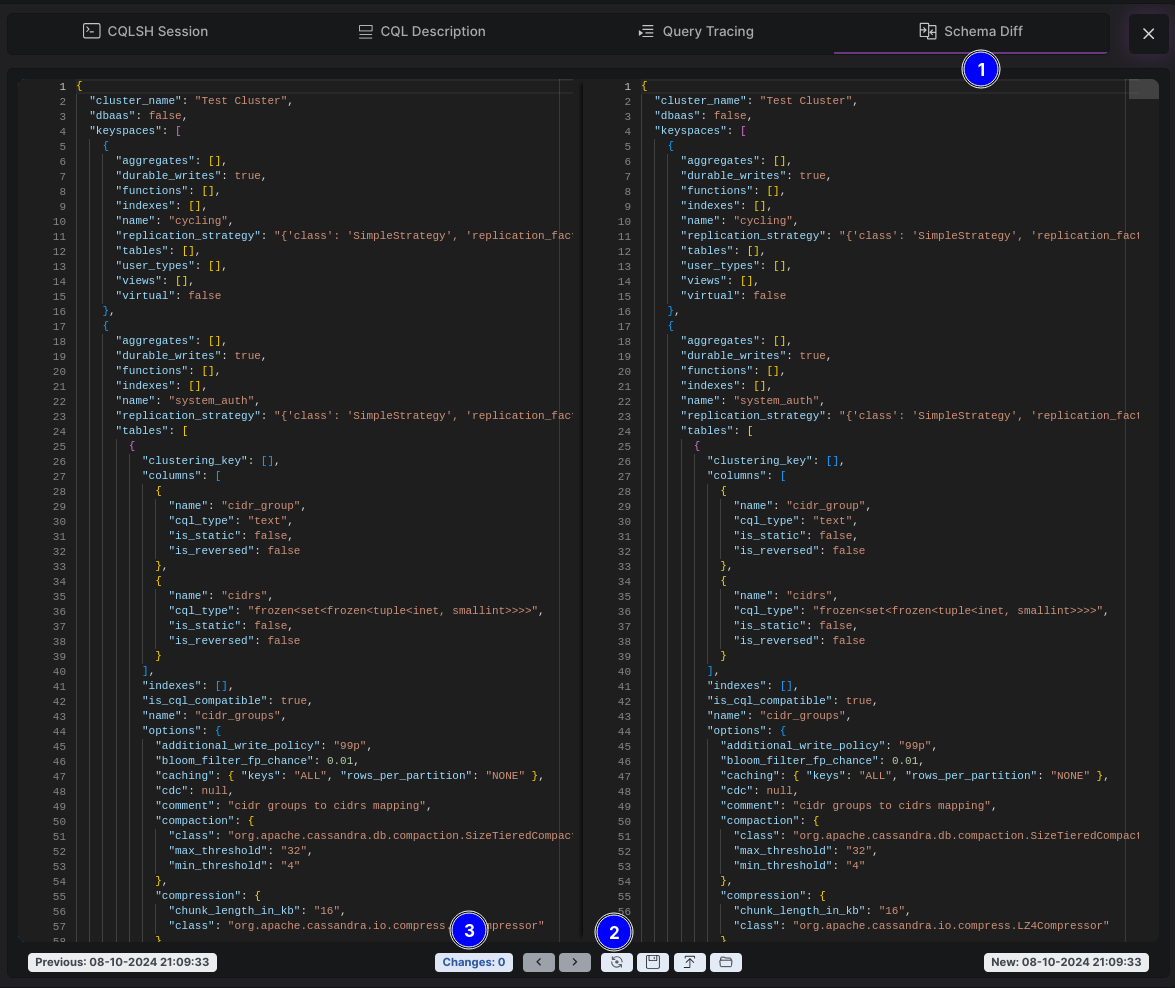 CQLSH Session
CQL Description
Query Tracing
Schema Diff
1
1 {
2 "cluster_name": "Test Cluster",
3 "dbaas": false,
4 "keyspaces": [
5 {
6 "aggregates": [],
7 "durable_writes": true,
8 "functions": [],
9 "indexes": [],
10 "name": "cycling",
11 "replication_strategy": "{'class': 'SimpleStrategy', 'replication_fact
12 "tables": [],
13 "user_types": [],
14 "views": [],
15 "virtual": false
16 },
17 {
18 "aggregates": [],
19 "durable_writes": true,
20 "functions": [],
21 "indexes": [],
22 "name": "system_auth",
23 "replication_strategy": "{'class': 'SimpleStrategy', 'replication_fact
24 "tables": [
25 {
26 "clustering_key": [],
27 "columns": [
28 {
29 "name": "cidr_group",
30 "cql_type": "text",
31 "is_static": false,
32 "is_reversed": false
33 },
34 {
35 "name": "cidrs",
36 "cql_type": "frozen<set<frozen<tuple<inet, smallint>>>>",
37 "is_static": false,
38 "is_reversed": false
39 }
40 ],
41 "indexes": [],
42 "is_cql_compatible": true,
43 "name": "cidr_groups",
44 "options": {
45 "additional_write_policy": "99p",
46 "bloom_filter_fp_chance": 0.01,
47 "caching": { "keys": "ALL", "rows_per_partition": "NONE" },
48 "cdc": null,
49 "comment": "cidr groups to cidrs mapping",
50 "compaction": {
51 "class": "org.apache.cassandra.db.compaction.SizeTieredCompact
52 "max_threshold": "32",
53 "min_threshold": "4"
54 },
55 "compression": {
56 "chunk_length_in_kb": "16",
57 "class": "org.apache.cassandra.io.compress. mpressor"
58 }
1 {
2 "cluster_name": "Test Cluster",
3 "dbaas": false,
4 "keyspaces": [
5 {
6 "aggregates": [],
7 "durable_writes": true,
8 "functions": [],
9 "indexes": [],
10 "name": "cycling",
11 "replication_strategy": "{'class': 'SimpleStrategy', 'replication_fact
12 "tables": [],
13 "user_types": [],
14 "views": [],
15 "virtual": false
16 },
17 {
18 "aggregates": [],
19 "durable_writes": true,
20 "functions": [],
21 "indexes": [],
22 "name": "system_auth",
23 "replication_strategy": "{'class': 'SimpleStrategy', 'replication_fact
24 "tables": [
25 {
26 "clustering_key": [],
27 "columns": [
28 {
29 "name": "cidr_group",
30 "cql_type": "text",
31 "is_static": false,
32 "is_reversed": false
33 },
34 {
35 "name": "cidrs",
36 "cql_type": "frozen<set<frozen<tuple<inet, smallint>>>>",
37 "is_static": false,
38 "is_reversed": false
39 }
40 ],
41 "indexes": [],
42 "is_cql_compatible": true,
43 "name": "cidr_groups",
44 "options": {
45 "additional_write_policy": "99p",
46 "bloom_filter_fp_chance": 0.01,
47 "caching": { "keys": "ALL", "rows_per_partition": "NONE" },
48 "cdc": null,
49 "comment": "cidr groups to cidrs mapping",
50 "compaction": {
51 "class": "org.apache.cassandra.db.compaction.SizeTieredCompact
52 "max_threshold": "32",
53 "min_threshold": "4"
54 },
55 "compression": {
56 "chunk_length_in_kb": "16",
"class": "org.apache.cassandra.io.compress.LZ4Compressor"
}
3
2
Previous: 08-10-2024 21:09:33
Changes: 0
New: 08-10-2024 21:09:33